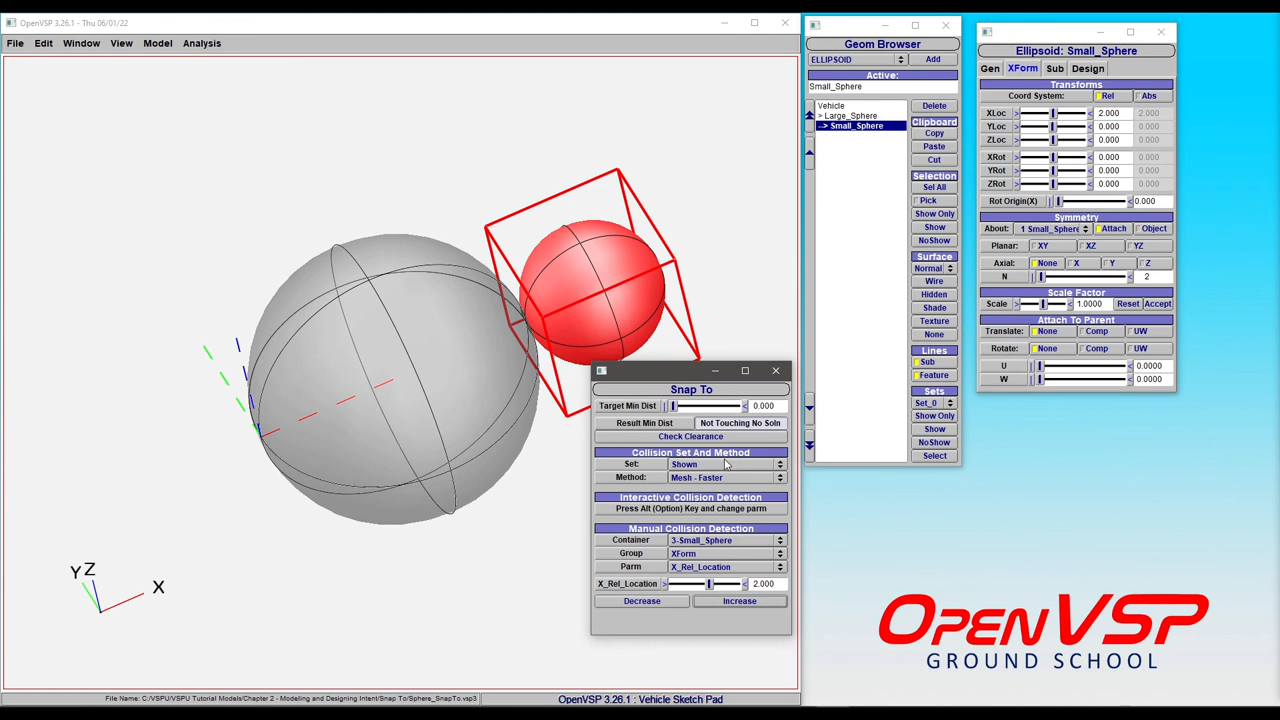 OpenVSP 3.26.1 - Thu 06/01/22
File Edit Window View Model Analysis
X
Y Z
File Name: C:/VSPU/VSPU Tutorial Models/Chapter 2 - Modeling and Designing Intent/Snap To/Sphere_SnapTo.vsp3
OpenVSP 3.26.1 : Vehicle Sketch Pad
Snap To
Target Min Dist > < 0.000
Result Min Dist Not Touching No Soln
Check Clearance
Collision Set And Method
Set: Shown
Method: Mesh - Faster
Interactive Collision Detection
Press Alt (Option) Key and change parm
Manual Collision Detection
Container 3-Small_Sphere
Group XForm
Parm X_Rel_Location
X_Rel_Location > < 2.000
Decrease Increase
Geom Browser
ELLIPSOID Add
Active:
Small_Sphere
Vehicle
> Large_Sphere
--> Small_Sphere
Delete
Clipboard
Copy
Paste
Cut
Selection
Sel All
Pick
Show Only
Show
NoShow
Surface
Normal
Wire
Hidden
Shade
Texture
None
Lines
Sub
Feature
Sets
Set_0
Show Only
Show
NoShow
Select
Ellipsoid: Small_Sphere
Gen XForm Sub Design
Transforms
Coord System: Rel Abs
XLoc > < 2.000 2.000
YLoc > < 0.000 0.000
ZLoc > < 0.000 0.000
XRot > < 0.000 0.000
YRot > < 0.000 0.000
ZRot > < 0.000 0.000
Rot Origin(X) | < 0.000
Symmetry
About: 1 Small_Sphere Attach Object
Planar: XY XZ YZ
Axial: None X Y Z
N | < 2
Scale Factor
Scale > < 1.0000 Reset Accept
Attach To Parent
Translate: None Comp UW
Rotate: None Comp UW
U 0.0000
W 0.0000
OpenVSP
GROUND SCHOOL